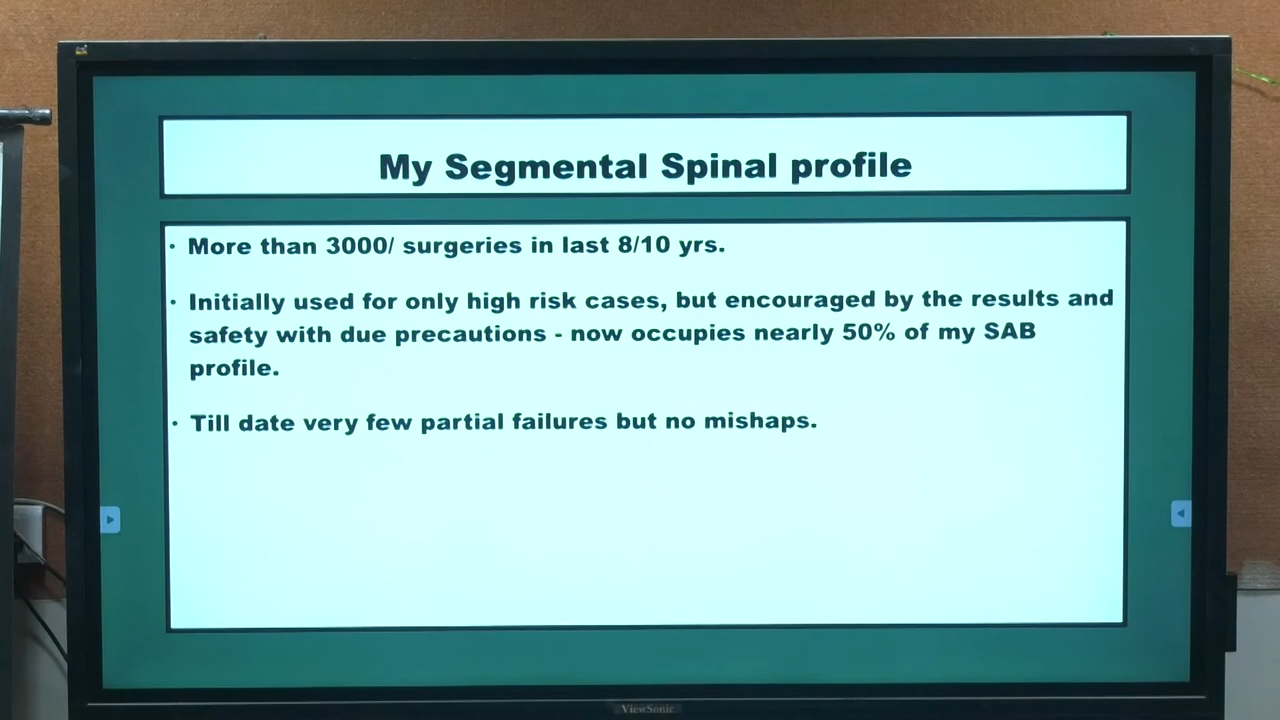 My Segmental Spinal profile
• More than 3000/ surgeries in last 8/10 yrs.
• Initially used for only high risk cases, but encouraged by the results and
safety with due precautions - now occupies nearly 50% of my SAB
profile.
• Till date very few partial failures but no mishaps.
ViewSonic